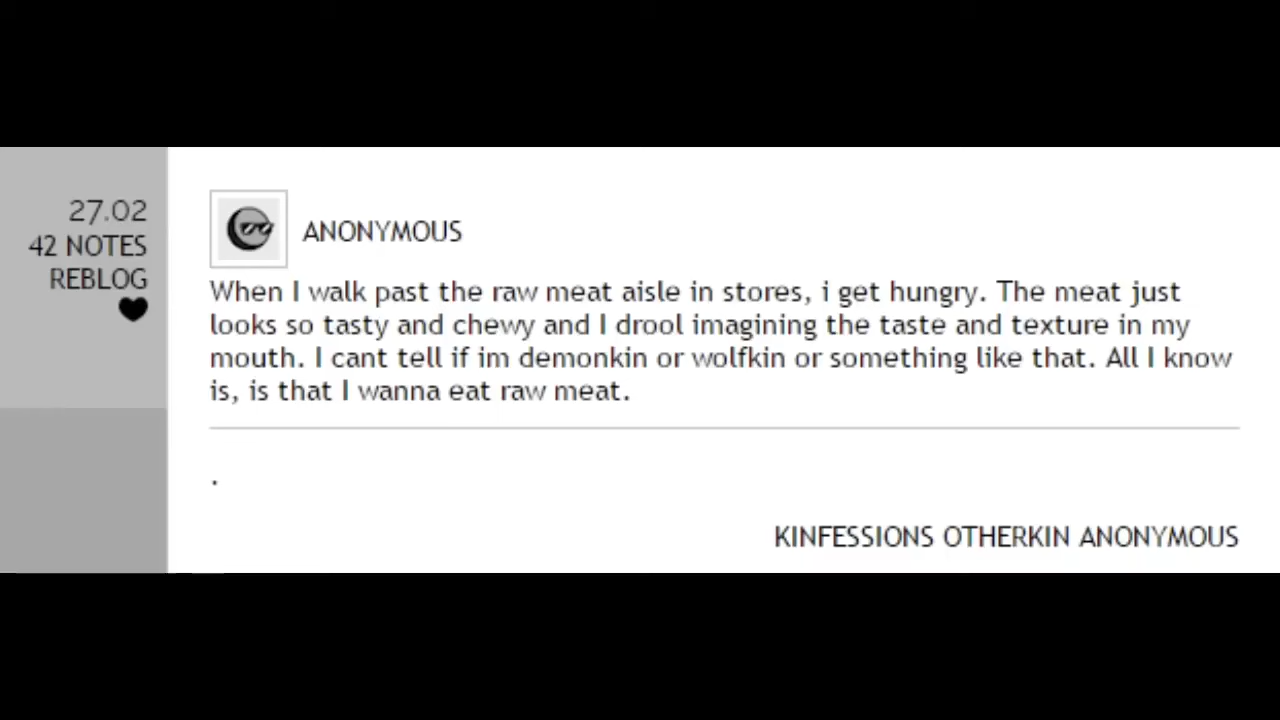 27.02
42 NOTES
REBLOG
ANONYMOUS
When I walk past the raw meat aisle in stores, i get hungry. The meat just
looks so tasty and chewy and I drool imagining the taste and texture in my
mouth. I cant tell if im demonkin or wolfkin or something like that. All I know
is, is that I wanna eat raw meat.
.
KINFESSIONS OTHERKIN ANONYMOUS